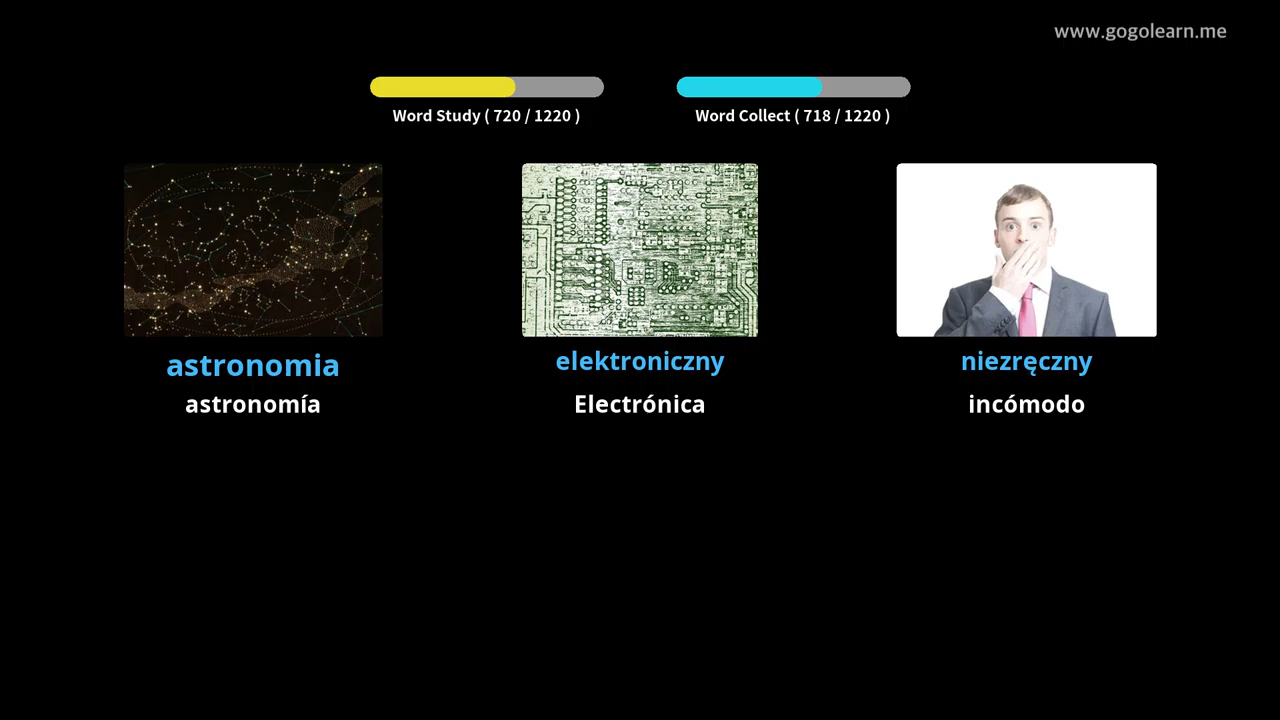 www.gogolearn.me
Word Study ( 720 / 1220 )
Word Collect ( 718 / 1220 )
astronomia
astronomía
elektroniczny
Electrónica
niezręczny
incómodo